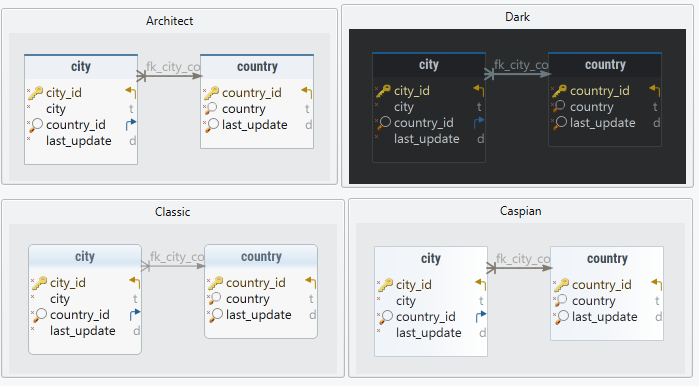 Architect
city
fk_city_co
country
city_id
city t
country_id
last_update d
country_id
country t
last_update d
Dark
city
fk_city_co
country
city_id
city t
country_id
last_update d
country_id
country t
last_update d
Classic
city
fk_city_co
country
city_id
city t
country_id
last_update d
country_id
country t
last_update d
Caspian
city
fk_city_co
country
city_id
city t
country_id
last_update d
country_id
country t
last_update d